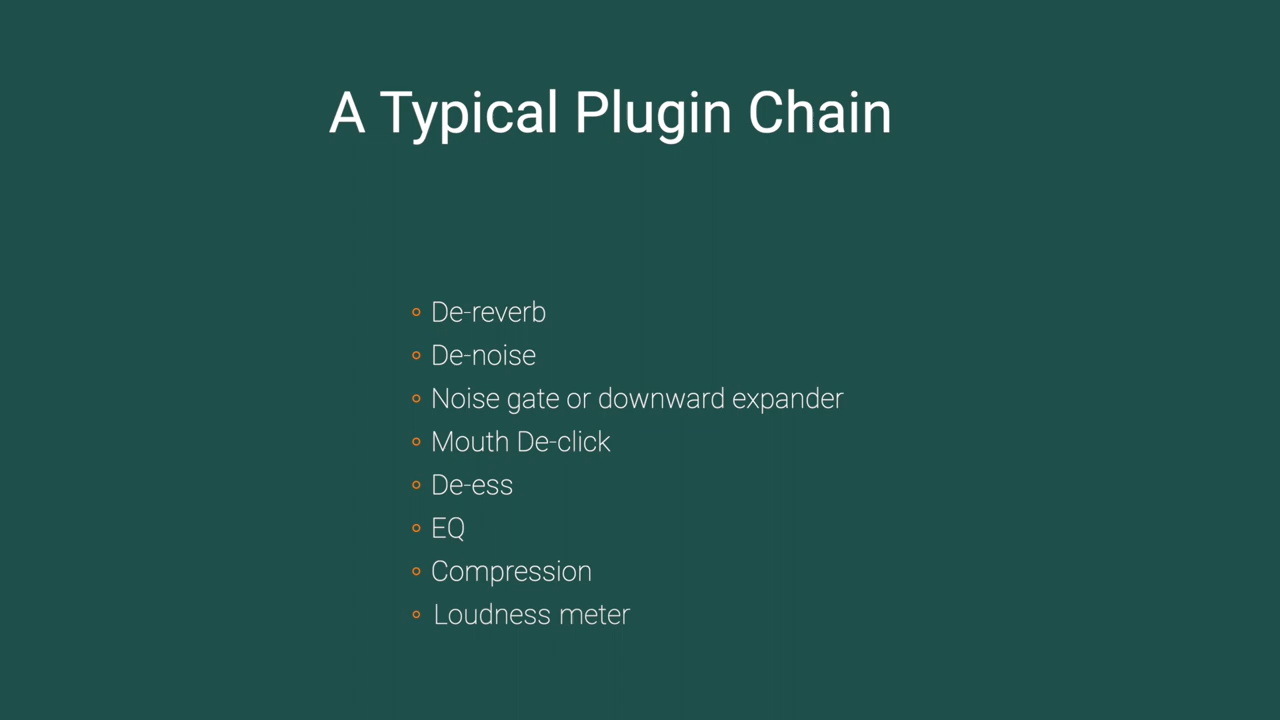 A Typical Plugin Chain
De-reverb
De-noise
Noise gate or downward expander
Mouth De-click
De-ess
EQ
Compression
Loudness meter